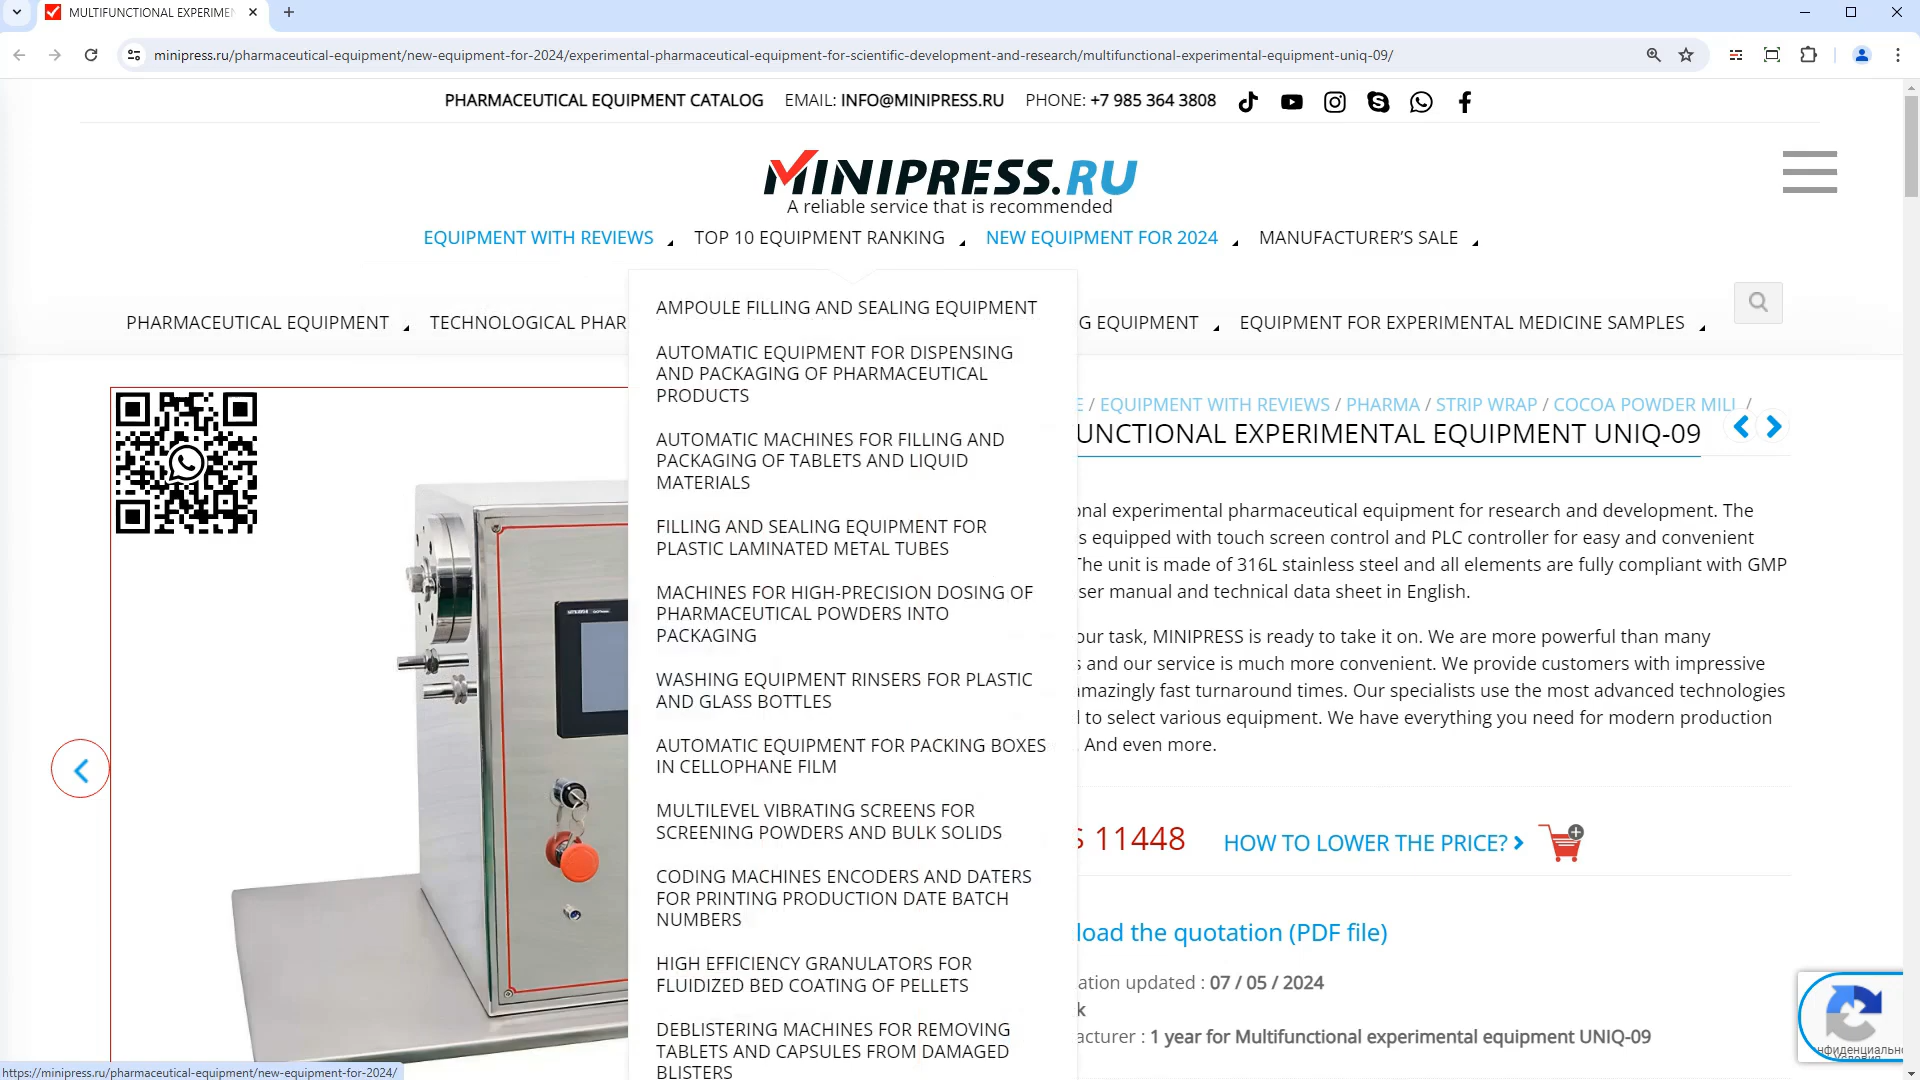 MULTIFUNCTIONAL EXPERIMEN
minipress.ru/pharmaceutical-equipment/new-equipment-for-2024/experimental-pharmaceutical-equipment-for-scientific-development-and-research/multifunctional-experimental-equipment-uniq-09/
PHARMACEUTICAL EQUIPMENT CATALOG EMAIL: INFO@MINIPRESS.RU PHONE: +7 985 364 3808
MINIPRESS.RU
A reliable service that is recommended
EQUIPMENT WITH REVIEWS TOP 10 EQUIPMENT RANKING NEW EQUIPMENT FOR 2024 MANUFACTURER'S SALE
PHARMACEUTICAL EQUIPMENT TECHNOLOGICAL PHAR G EQUIPMENT EQUIPMENT FOR EXPERIMENTAL MEDICINE SAMPLES
AMPOULE FILLING AND SEALING EQUIPMENT
AUTOMATIC EQUIPMENT FOR DISPENSING
AND PACKAGING OF PHARMACEUTICAL
PRODUCTS
AUTOMATIC MACHINES FOR FILLING AND
PACKAGING OF TABLETS AND LIQUID
MATERIALS
FILLING AND SEALING EQUIPMENT FOR
PLASTIC LAMINATED METAL TUBES
MACHINES FOR HIGH-PRECISION DOSING OF
PHARMACEUTICAL POWDERS INTO
PACKAGING
WASHING EQUIPMENT RINSERS FOR PLASTIC
AND GLASS BOTTLES
AUTOMATIC EQUIPMENT FOR PACKING BOXES
IN CELLOPHANE FILM
MULTILEVEL VIBRATING SCREENS FOR
SCREENING POWDERS AND BULK SOLIDS
CODING MACHINES ENCODERS AND DATERS
FOR PRINTING PRODUCTION DATE BATCH
NUMBERS
HIGH EFFICIENCY GRANULATORS FOR
FLUIDIZED BED COATING OF PELLETS
DEBLISTERING MACHINES FOR REMOVING
TABLETS AND CAPSULES FROM DAMAGED
BLISTERS
E / EQUIPMENT WITH REVIEWS / PHARMA / STRIP WRAP / COCOA POWDER MILL /
UNCTIONAL EXPERIMENTAL EQUIPMENT UNIQ-09
onal experimental pharmaceutical equipment for research and development. The
s equipped with touch screen control and PLC controller for easy and convenient
The unit is made of 316L stainless steel and all elements are fully compliant with GMP
ser manual and technical data sheet in English.
our task, MINIPRESS is ready to take it on. We are more powerful than many
s and our service is much more convenient. We provide customers with impressive
amazingly fast turnaround times. Our specialists use the most advanced technologies
to select various equipment. We have everything you need for modern production
. And even more.
$ 11448 HOW TO LOWER THE PRICE?
load the quotation (PDF file)
ation updated : 07 / 05 / 2024
k
acturer : 1 year for Multifunctional experimental equipment UNIQ-09
нфиденциально
Условия
https://minipress.ru/pharmaceutical-equipment/new-equipment-for-2024/